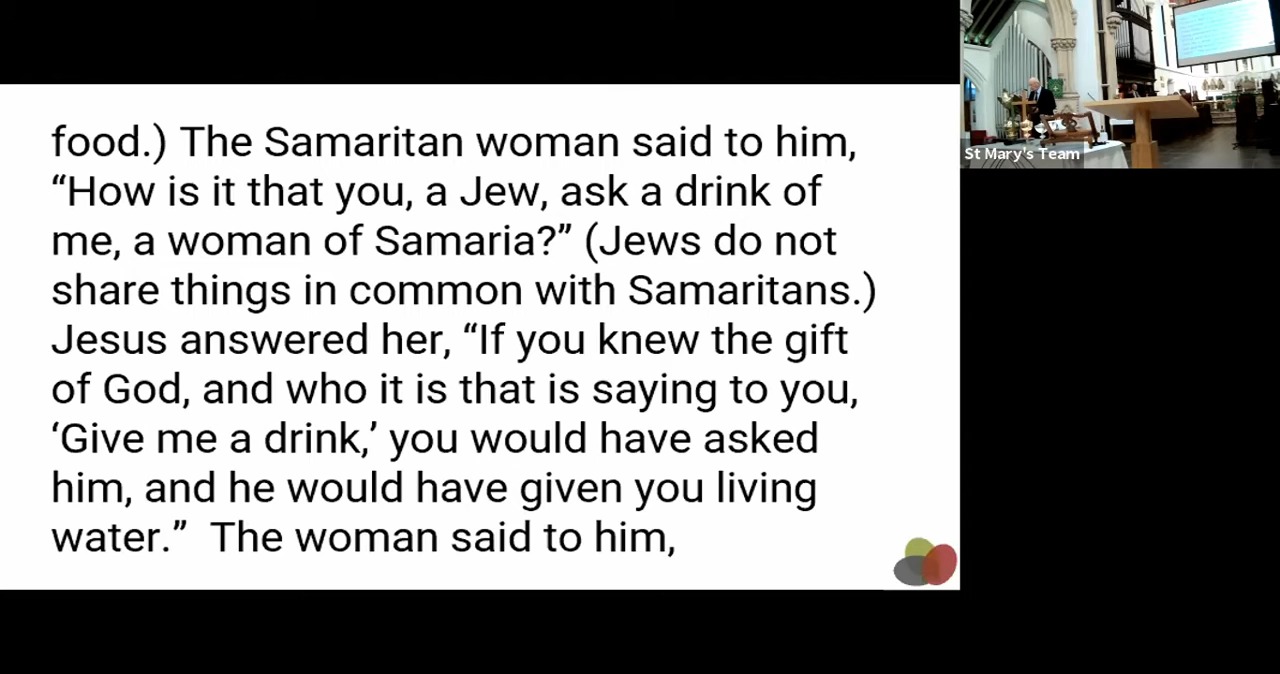 food.) The Samaritan woman said to him,
“How is it that you, a Jew, ask a drink of
me, a woman of Samaria?” (Jews do not
share things in common with Samaritans.)
Jesus answered her, “If you knew the gift
of God, and who it is that is saying to you,
‘Give me a drink,’ you would have asked
him, and he would have given you living
water.”  The woman said to him,
St Mary's Team